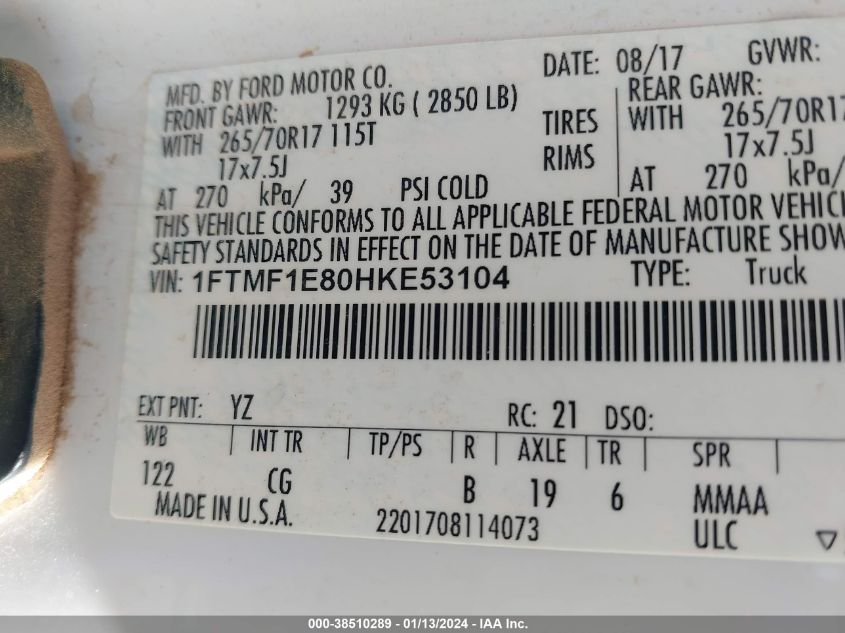 MFD. BY FORD MOTOR CO. DATE: 08/17 GVWR:
FRONT GAWR: 1293 KG ( 2850 LB) REAR GAWR:
WITH 265/70R17 115T TIRES WITH 265/70R17
17x7.5J RIMS 17x7.5J
AT 270 kPa/ 39 PSI COLD AT 270 kPa/
THIS VEHICLE CONFORMS TO ALL APPLICABLE FEDERAL MOTOR VEHIC
SAFETY STANDARDS IN EFFECT ON THE DATE OF MANUFACTURE SHOW
VIN: 1FTMF1E80HKE53104 TYPE: Truck
EXT PNT: YZ RC: 21 DSO:
WB INT TR TP/PS R AXLE TR SPR
122 CG B 19 6 MMAA
MADE IN U.S.A. 2201708114073 ULC
000-38510289 - 01/13/2024 - IAA Inc.